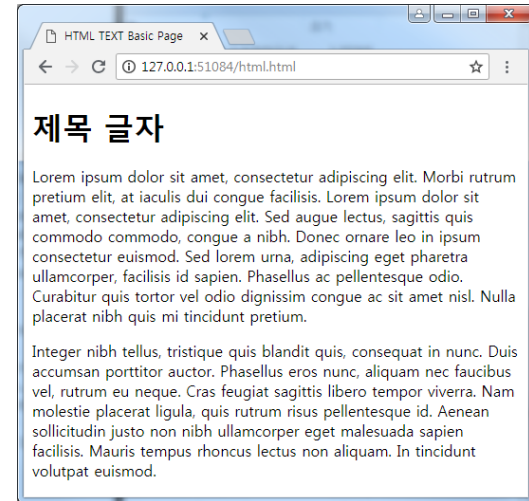 HTML TEXT Basic Page
127.0.0.1:51084/html.html
제목 글자
Lorem ipsum dolor sit amet, consectetur adipiscing elit. Morbi rutrum
pretium elit, at iaculis dui congue facilisis. Lorem ipsum dolor sit
amet, consectetur adipiscing elit. Sed augue lectus, sagittis quis
commodo commodo, congue a nibh. Donec ornare leo in ipsum
consectetur euismod. Sed lorem urna, adipiscing eget pharetra
ullamcorper, facilisis id sapien. Phasellus ac pellentesque odio.
Curabitur quis tortor vel odio dignissim congue ac sit amet nisl. Nulla
placerat nibh quis mi tincidunt pretium.
Integer nibh tellus, tristique quis blandit quis, consequat in nunc. Duis
accumsan porttitor auctor. Phasellus eros nunc, aliquam nec faucibus
vel, rutrum eu neque. Cras feugiat sagittis libero tempor viverra. Nam
molestie placerat ligula, quis rutrum risus pellentesque id. Aenean
sollicitudin justo non nibh ullamcorper eget malesuada sapien
facilisis. Mauris tempus rhoncus lectus non aliquam. In tincidunt
volutpat euismod.